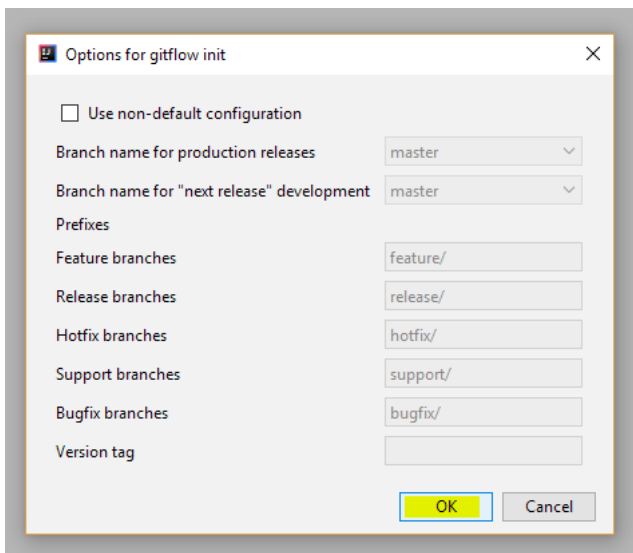 Options for gitflow init
Use non-default configuration
Branch name for production releases master
Branch name for "next release" development master
Prefixes
Feature branches feature/
Release branches release/
Hotfix branches hotfix/
Support branches support/
Bugfix branches bugfix/
Version tag
OK Cancel